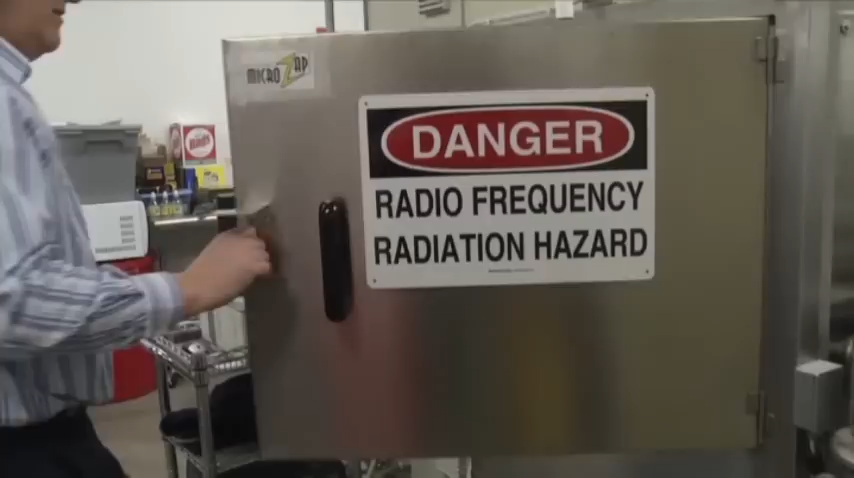 MICROZAP
DANGER
RADIO FREQUENCY
RADIATION HAZARD